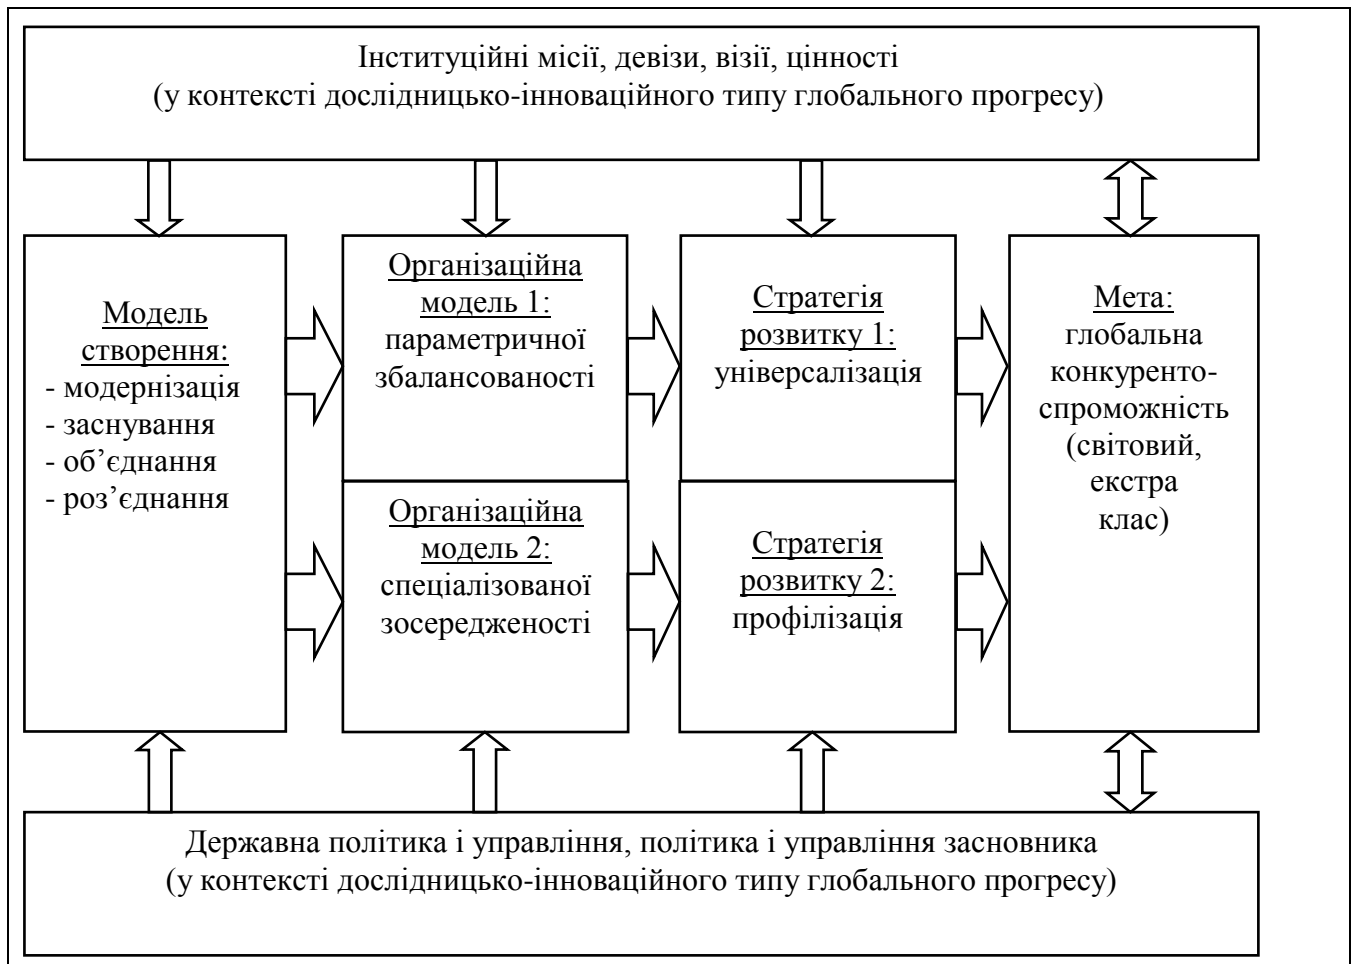 Інституційні місії, девізи, візії, цінності
(у контексті дослідницько-інноваційного типу глобального прогресу)
Модель
створення:
- модернізація
- заснування
- об’єднання
- роз’єднання
Організаційна
модель 1:
параметричної
збалансованості
Організаційна
модель 2:
спеціалізованої
зосередженості
Стратегія
розвитку 1:
універсалізація
Стратегія
розвитку 2:
профілізація
Мета:
глобальна
конкуренто-
спроможність
(світовий,
екстра
клас)
Державна політика і управління, політика і управління засновника
(у контексті дослідницько-інноваційного типу глобального прогресу)